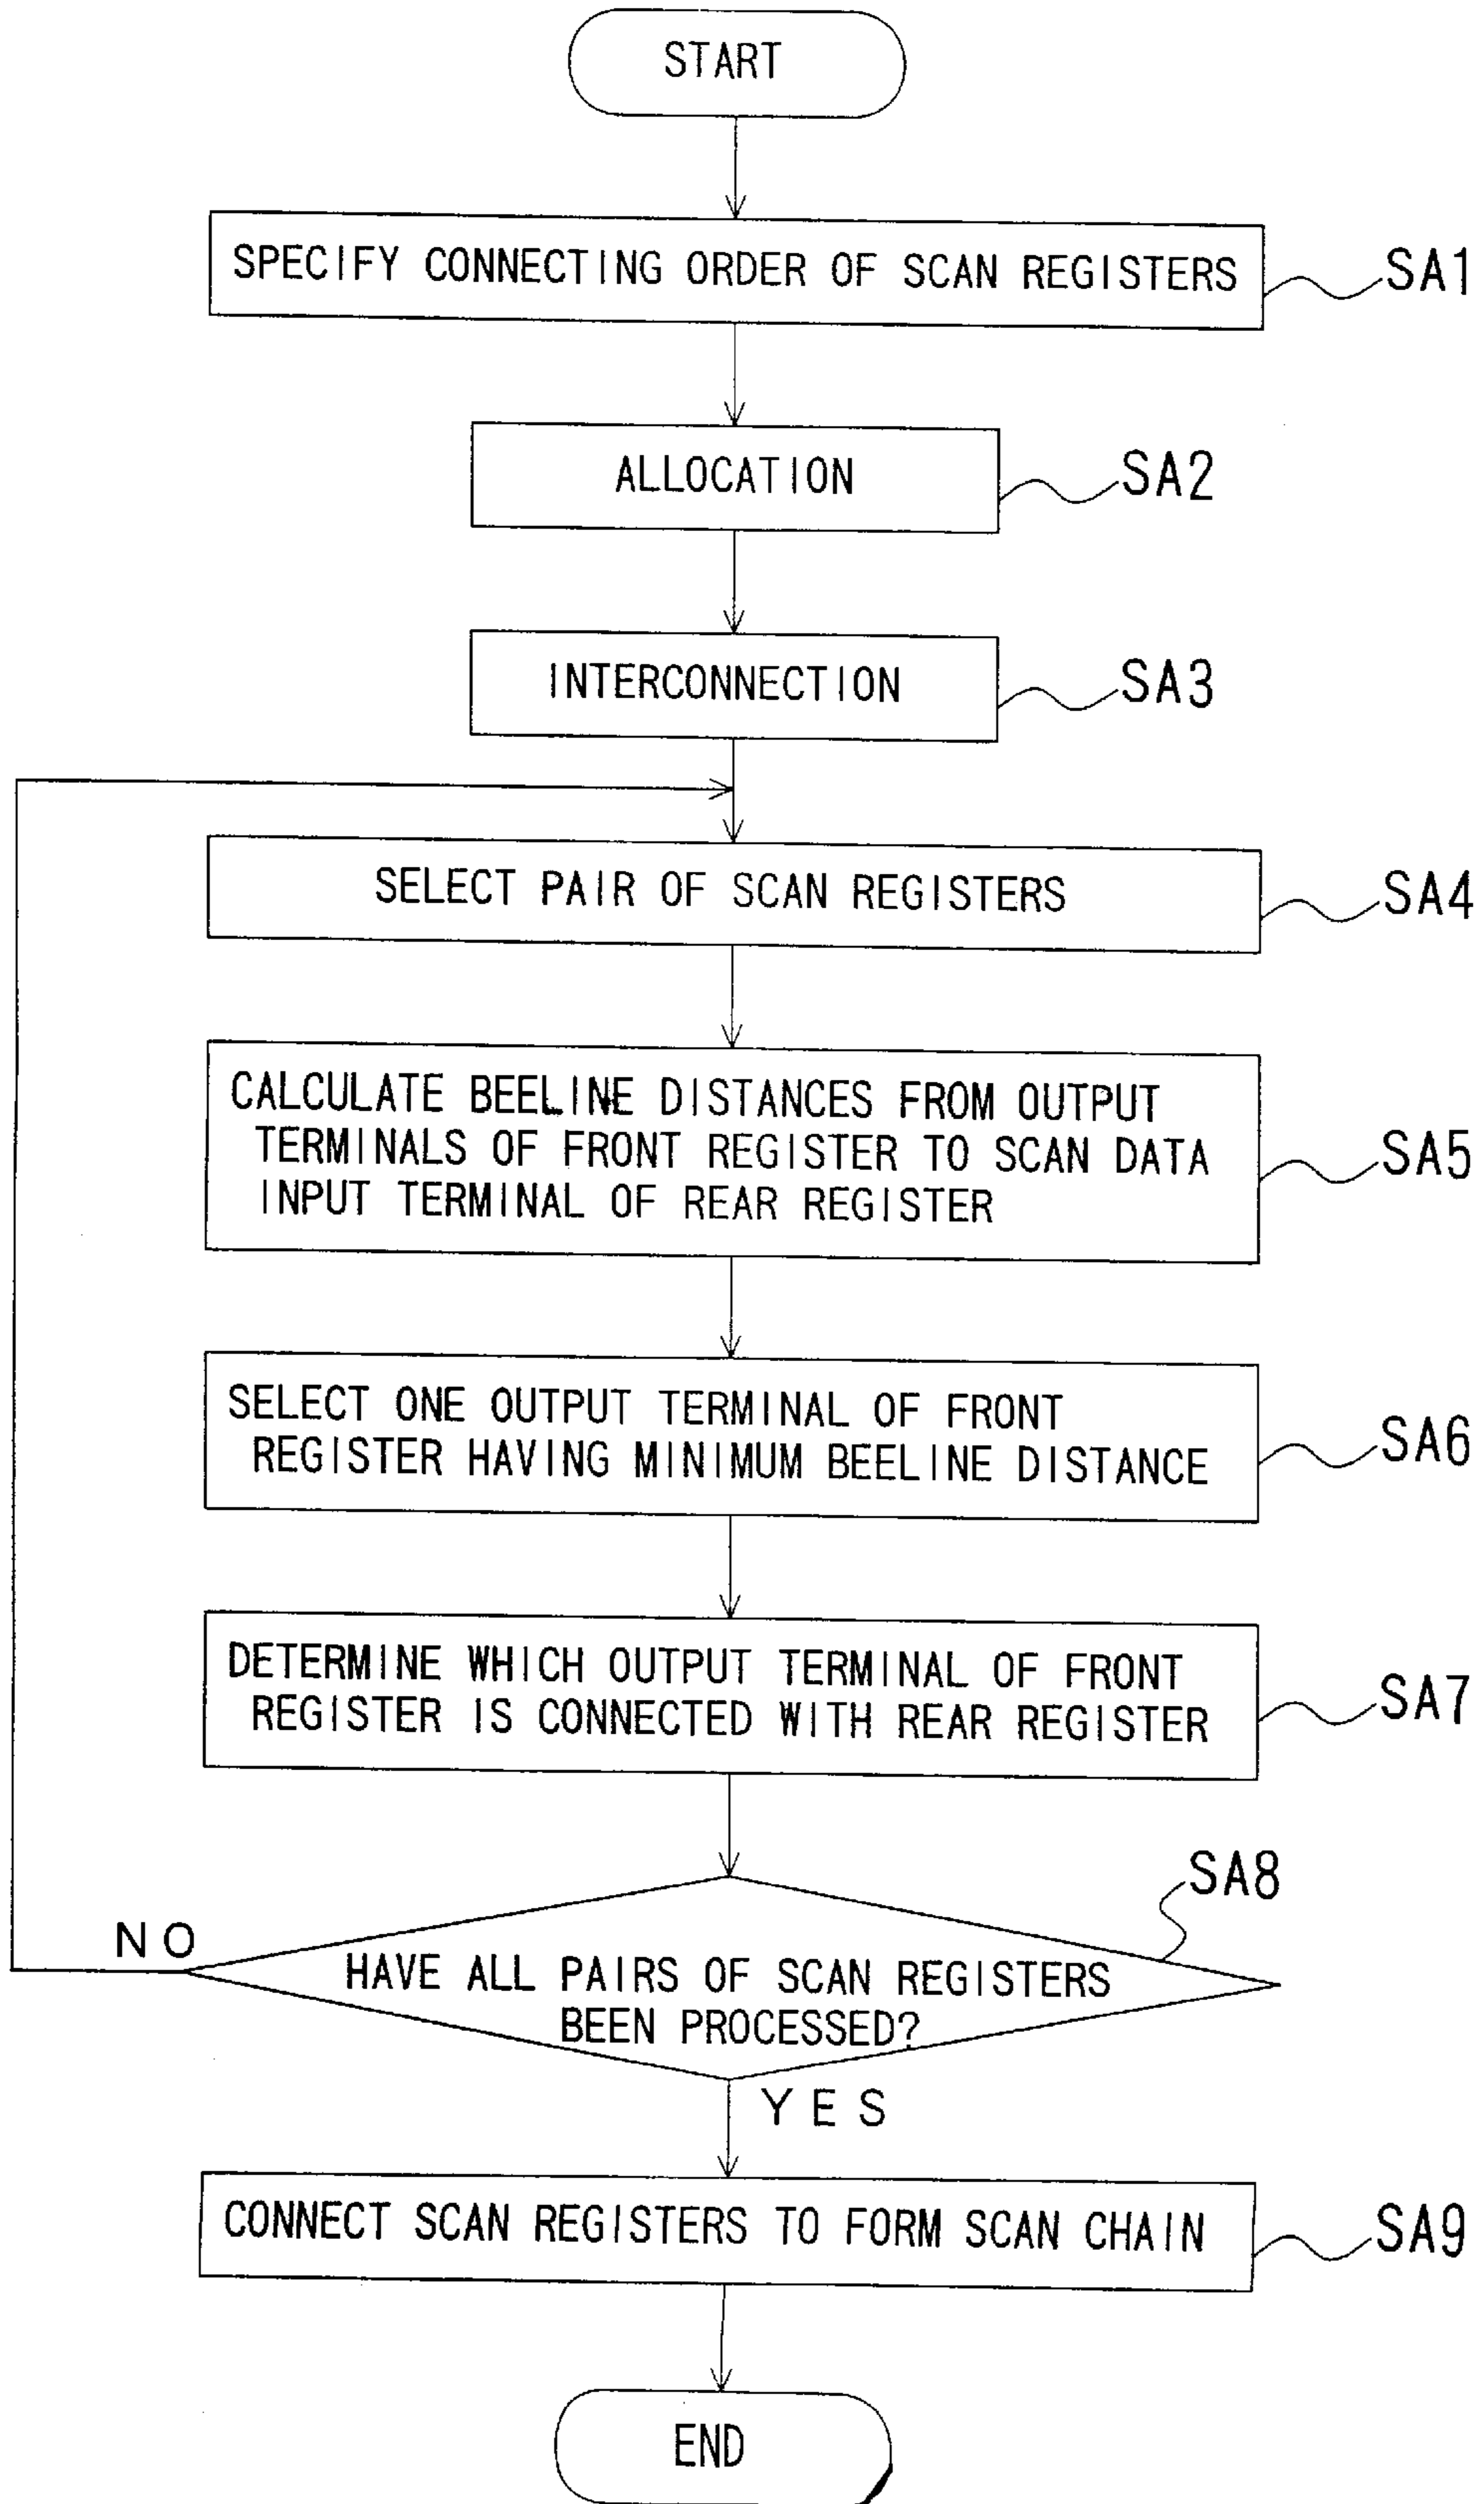 START
SPECIFY CONNECTING ORDER OF SCAN REGISTERS
SA1
ALLOCATION
SA2
INTERCONNECTION
SA3
SELECT PAIR OF SCAN REGISTERS
SA4
CALCULATE BEELINE DISTANCES FROM OUTPUT
TERMINALS OF FRONT REGISTER TO SCAN DATA
INPUT TERMINAL OF REAR REGISTER
SA5
SELECT ONE OUTPUT TERMINAL OF FRONT
REGISTER HAVING MINIMUM BEELINE DISTANCE
SA6
DETERMINE WHICH OUTPUT TERMINAL OF FRONT
REGISTER IS CONNECTED WITH REAR REGISTER
SA7
SA8
NO
HAVE ALL PAIRS OF SCAN REGISTERS
BEEN PROCESSED?
YES
CONNECT SCAN REGISTERS TO FORM SCAN CHAIN
SA9
END